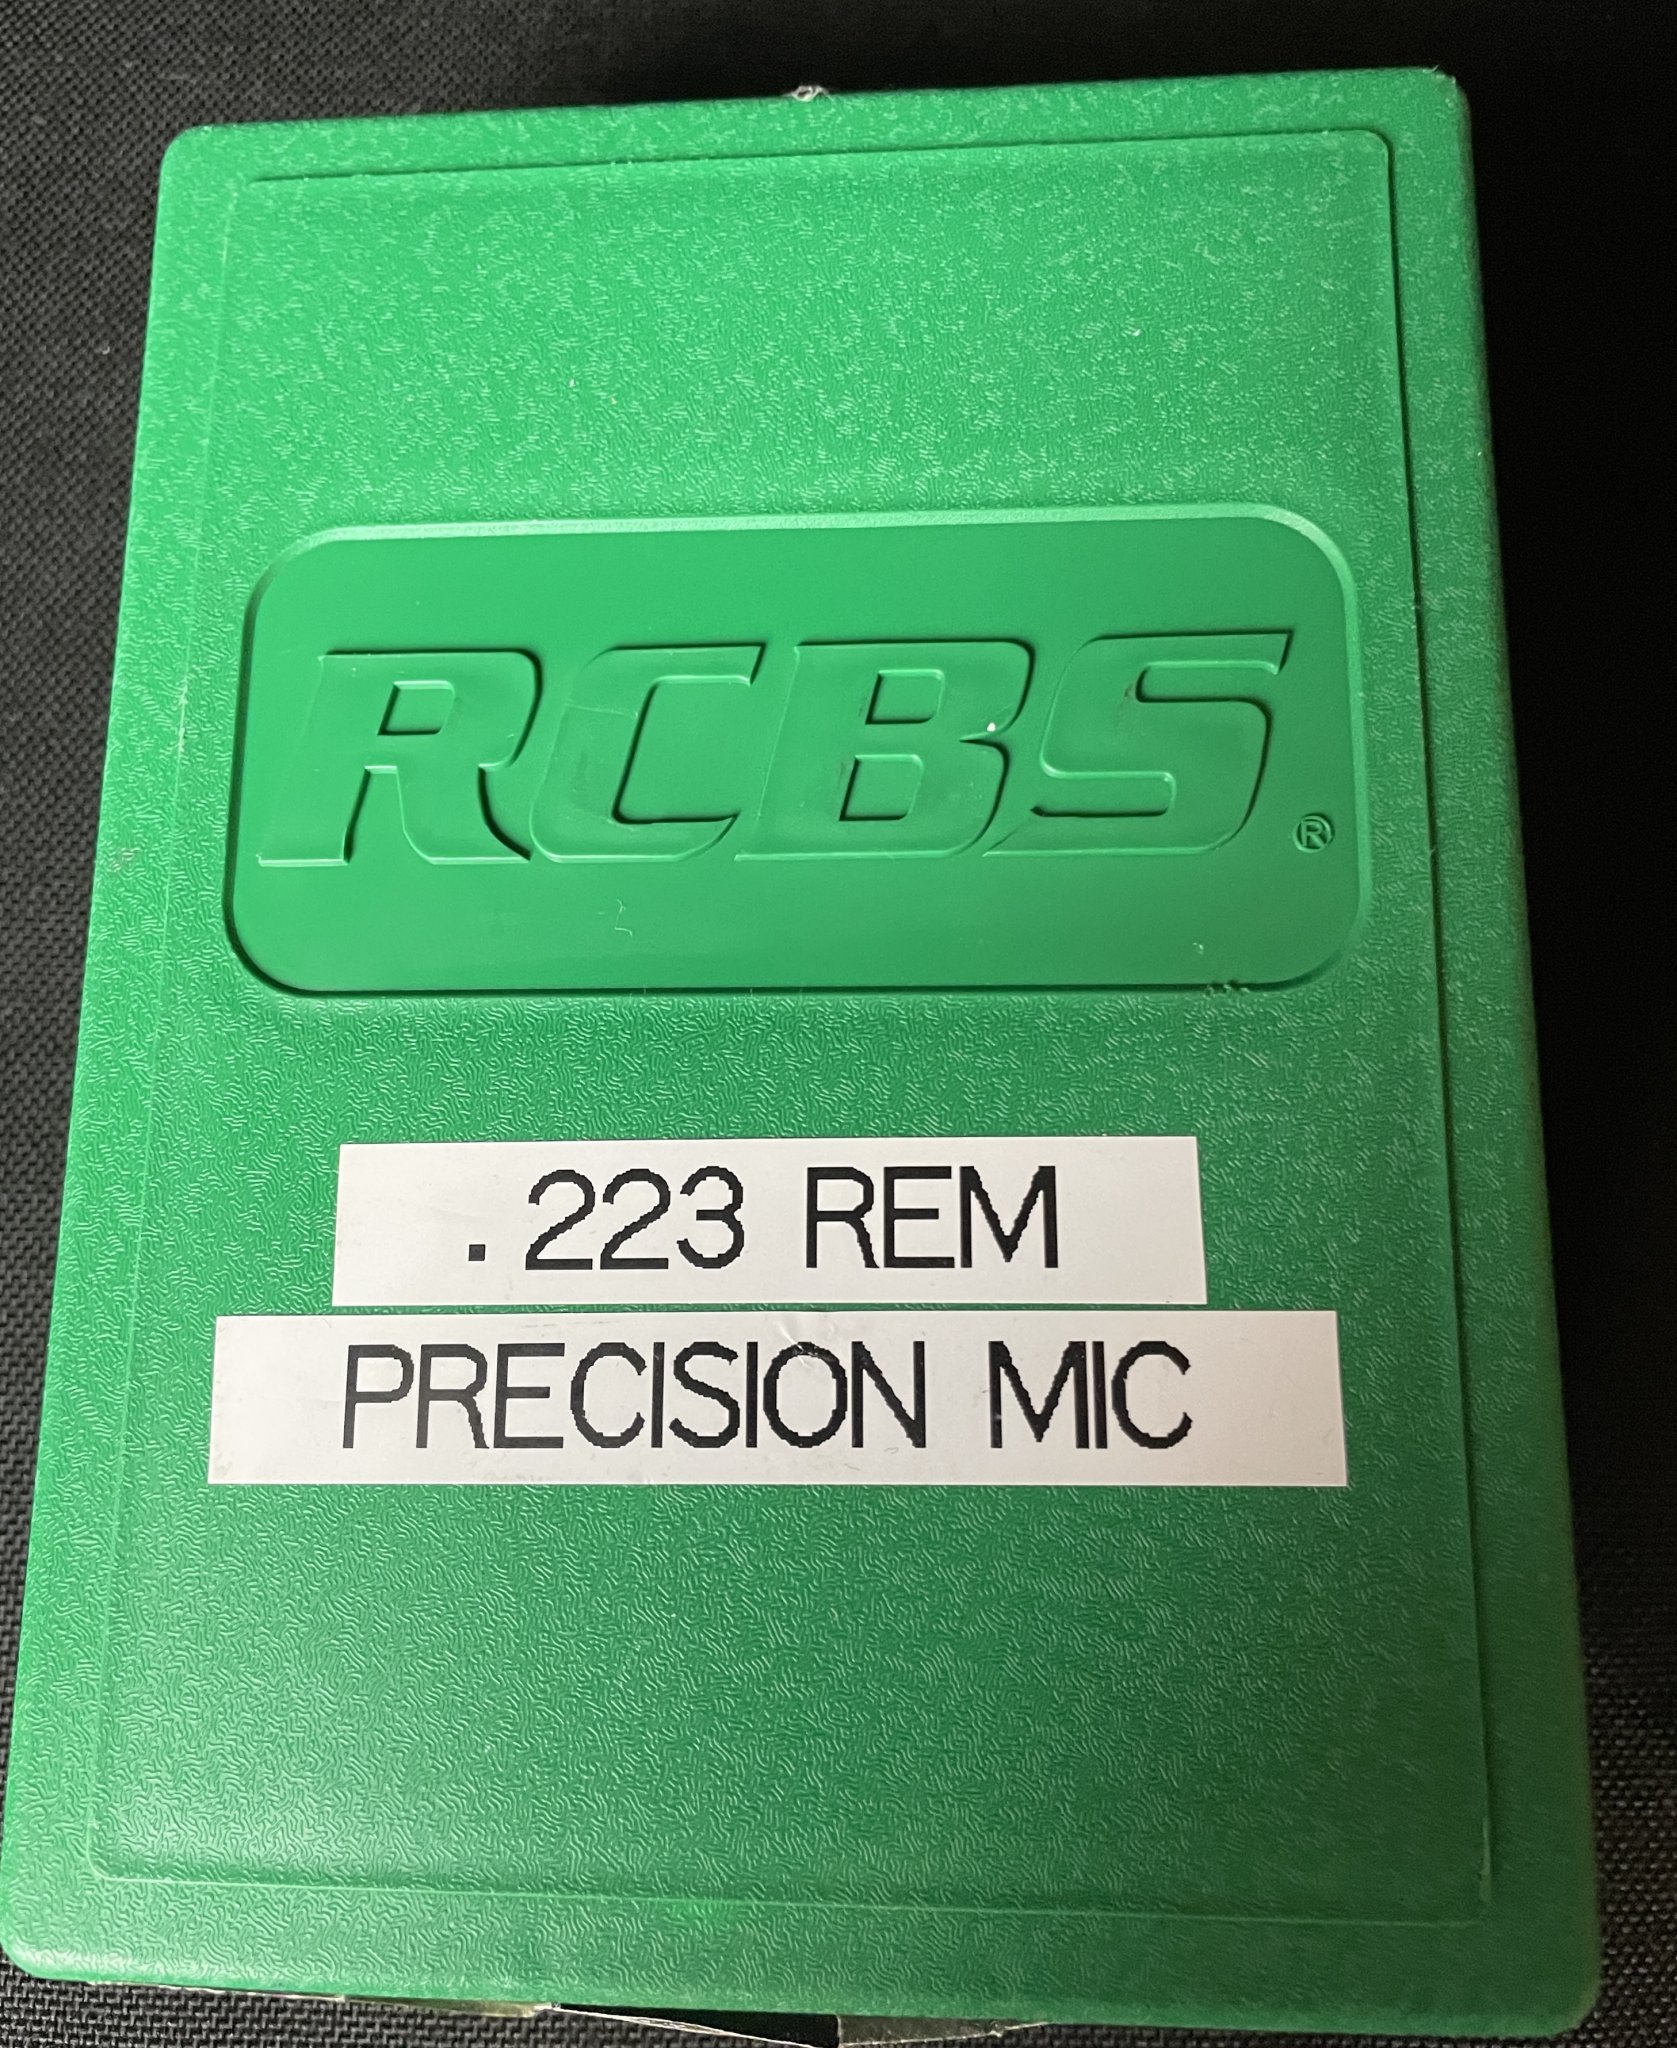 RCBS®
.223 REM
PRECISION MIC